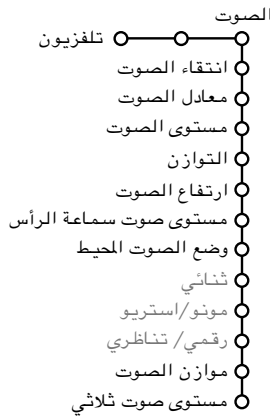 الصوت
تلفزيون
انتقاء الصوت
معادل الصوت
مستوى الصوت
التوازن
ارتفاع الصوت
مستوى صوت سماعة الرأس
وضع الصوت المحيط
ثنائي
مونو/استريو
رقمي/ تناظري
موازن الصوت
مستوى صوت ثلاثي